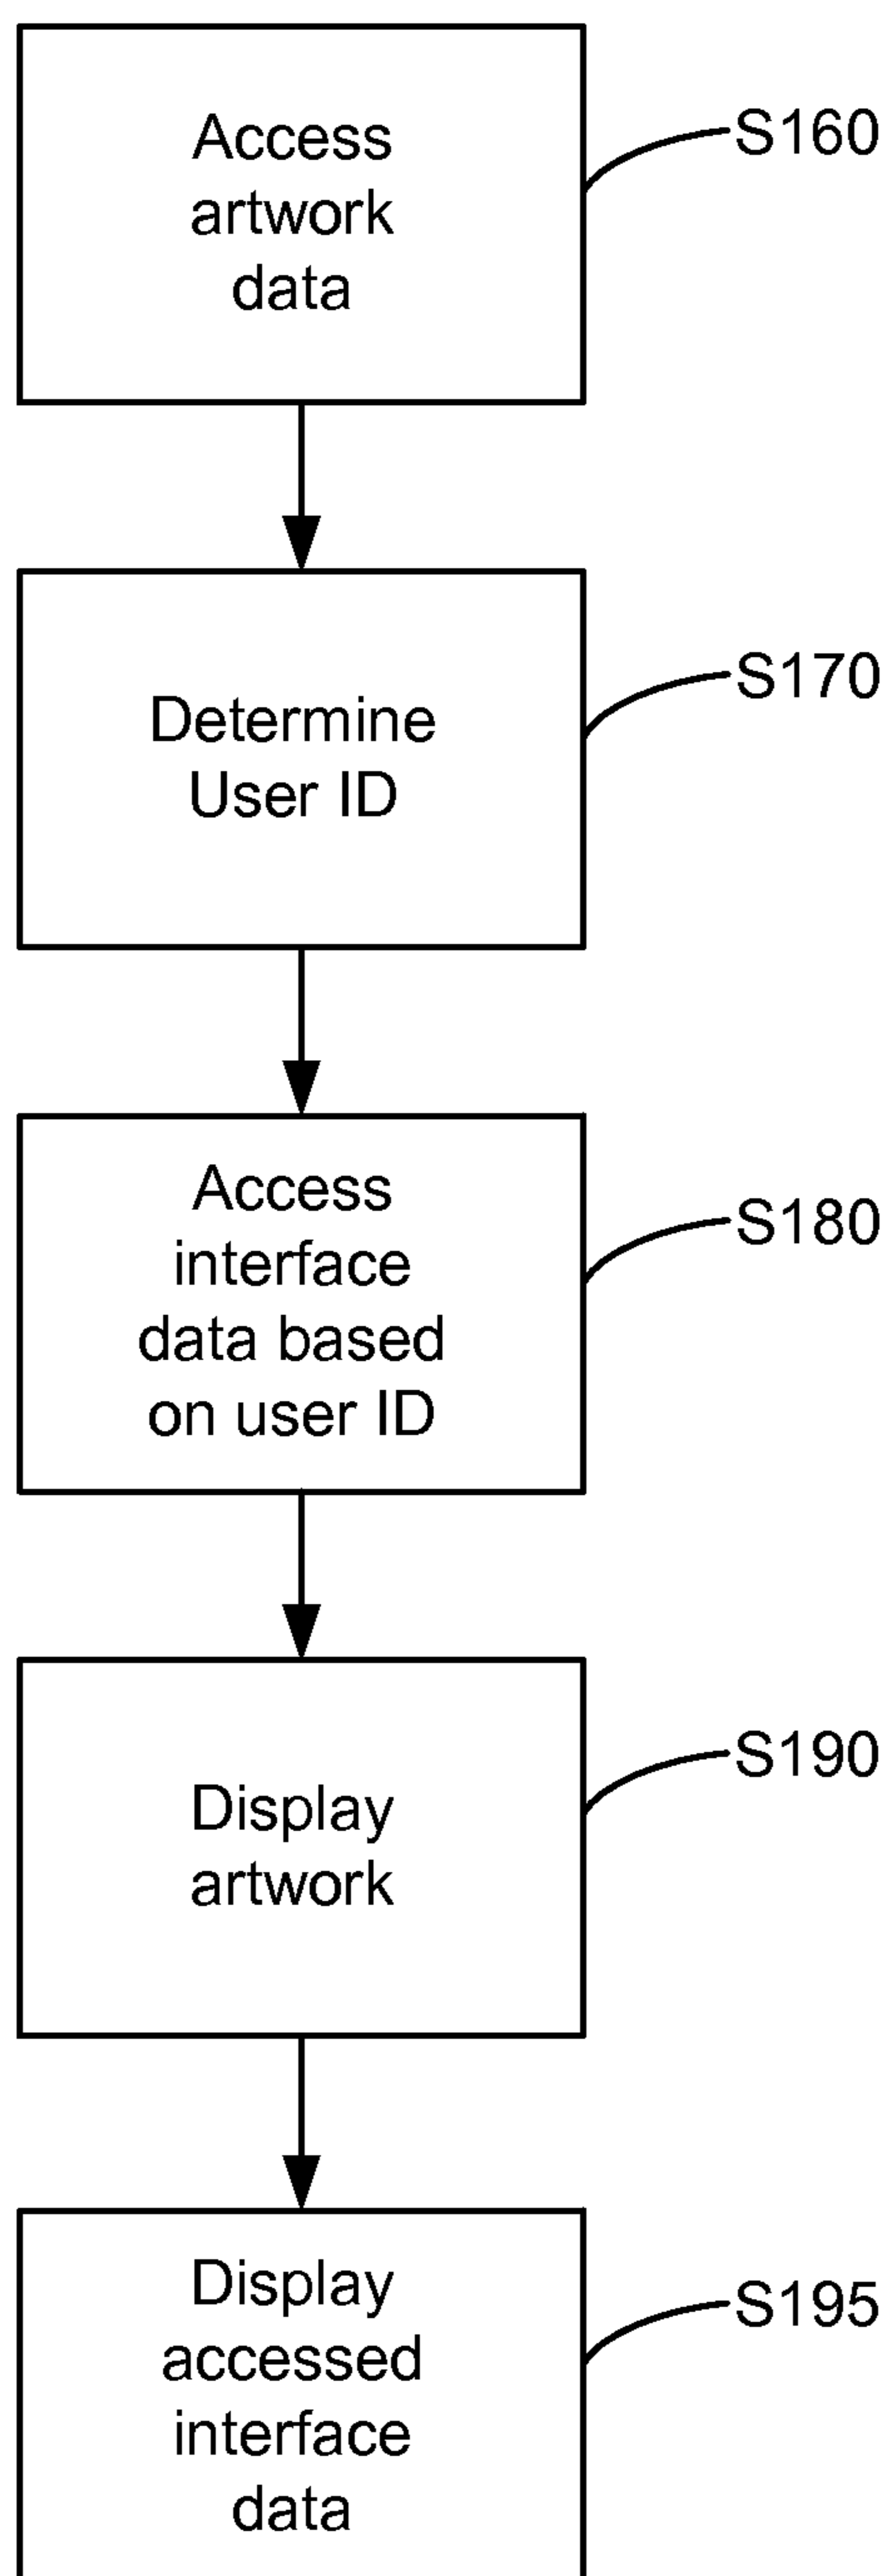 Access
artwork
data
S160
Determine
User ID
S170
Access
interface
data based
on user ID
S180
Display
artwork
S190
Display
accessed
interface
data
S195